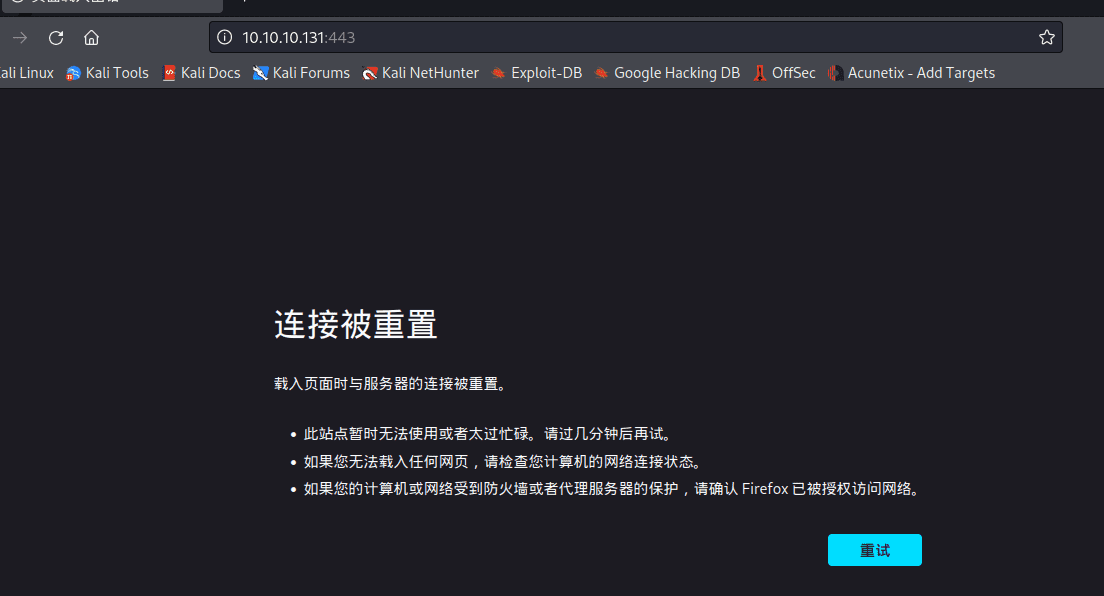 10.10.10.131:443
ali Linux Kali Tools Kali Docs Kali Forums Kali NetHunter Exploit-DB Google Hacking DB OffSec Acunetix - Add Targets
连接被重置
载入页面时与服务器的连接被重置。
• 此站点暂时无法使用或者太过忙碌。请过几分钟后再试。
• 如果您无法载入任何网页，请检查您计算机的网络连接状态。
• 如果您的计算机或网络受到防火墙或者代理服务器的保护，请确认 Firefox 已被授权访问网络。
重试